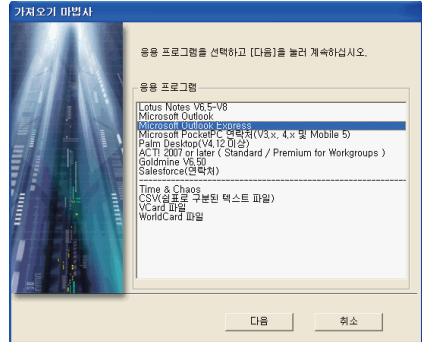 가져오기 마법사
응용 프로그램을 선택하고 [다음]을 눌러 계속하십시오.
응용 프로그램
Lotus Notes V6,5-V8
Microsoft Outlook
Microsoft Outlook Express
Microsoft PocketPC 연락처(V3,x, 4,x 및 Mobile 5)
Palm Desktop(V4,12 이상)
ACT! 2007 or later ( Standard / Premium for Workgroups )
Goldmine V6,50
Salesforce(연락처)
Time & Chaos
CSV(쉼표로 구분된 텍스트 파일)
VCard 파일
WorldCard 파일
다음
취소